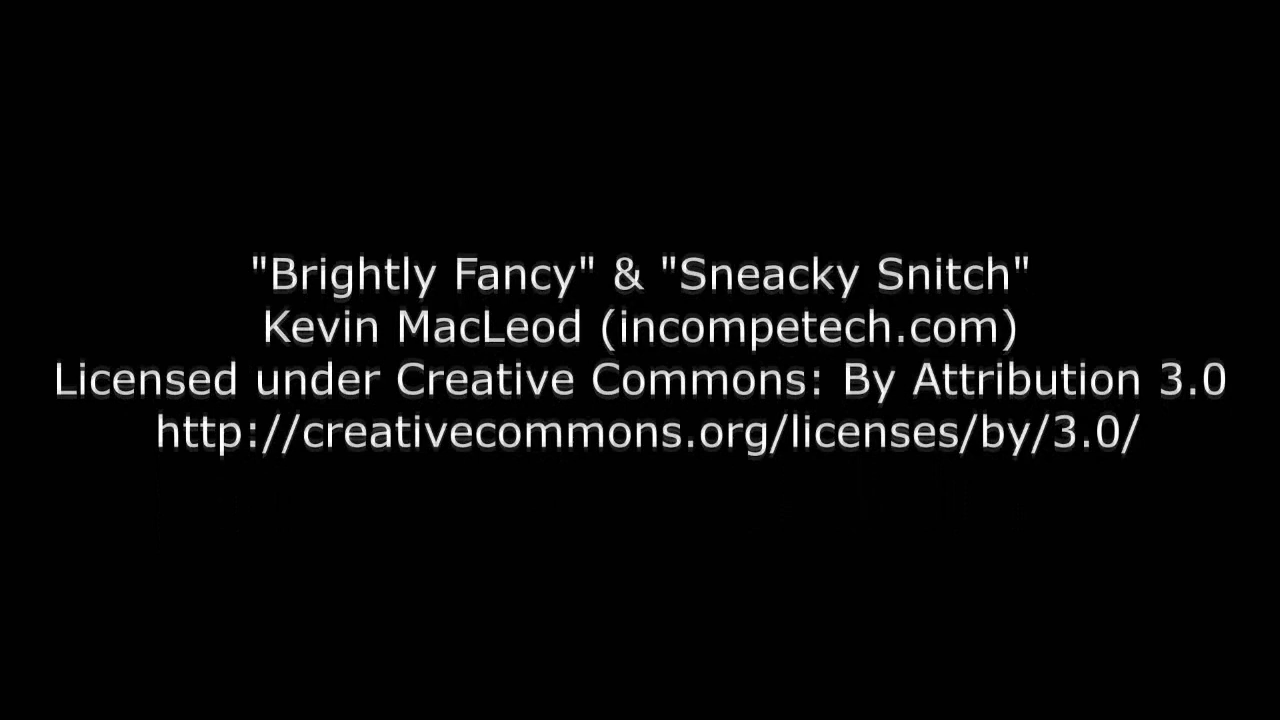 "Brightly Fancy" & "Sneacky Snitch"
Kevin MacLeod (incompetech.com)
Licensed under Creative Commons: By Attribution 3.0
http://creativecommons.org/licenses/by/3.0/